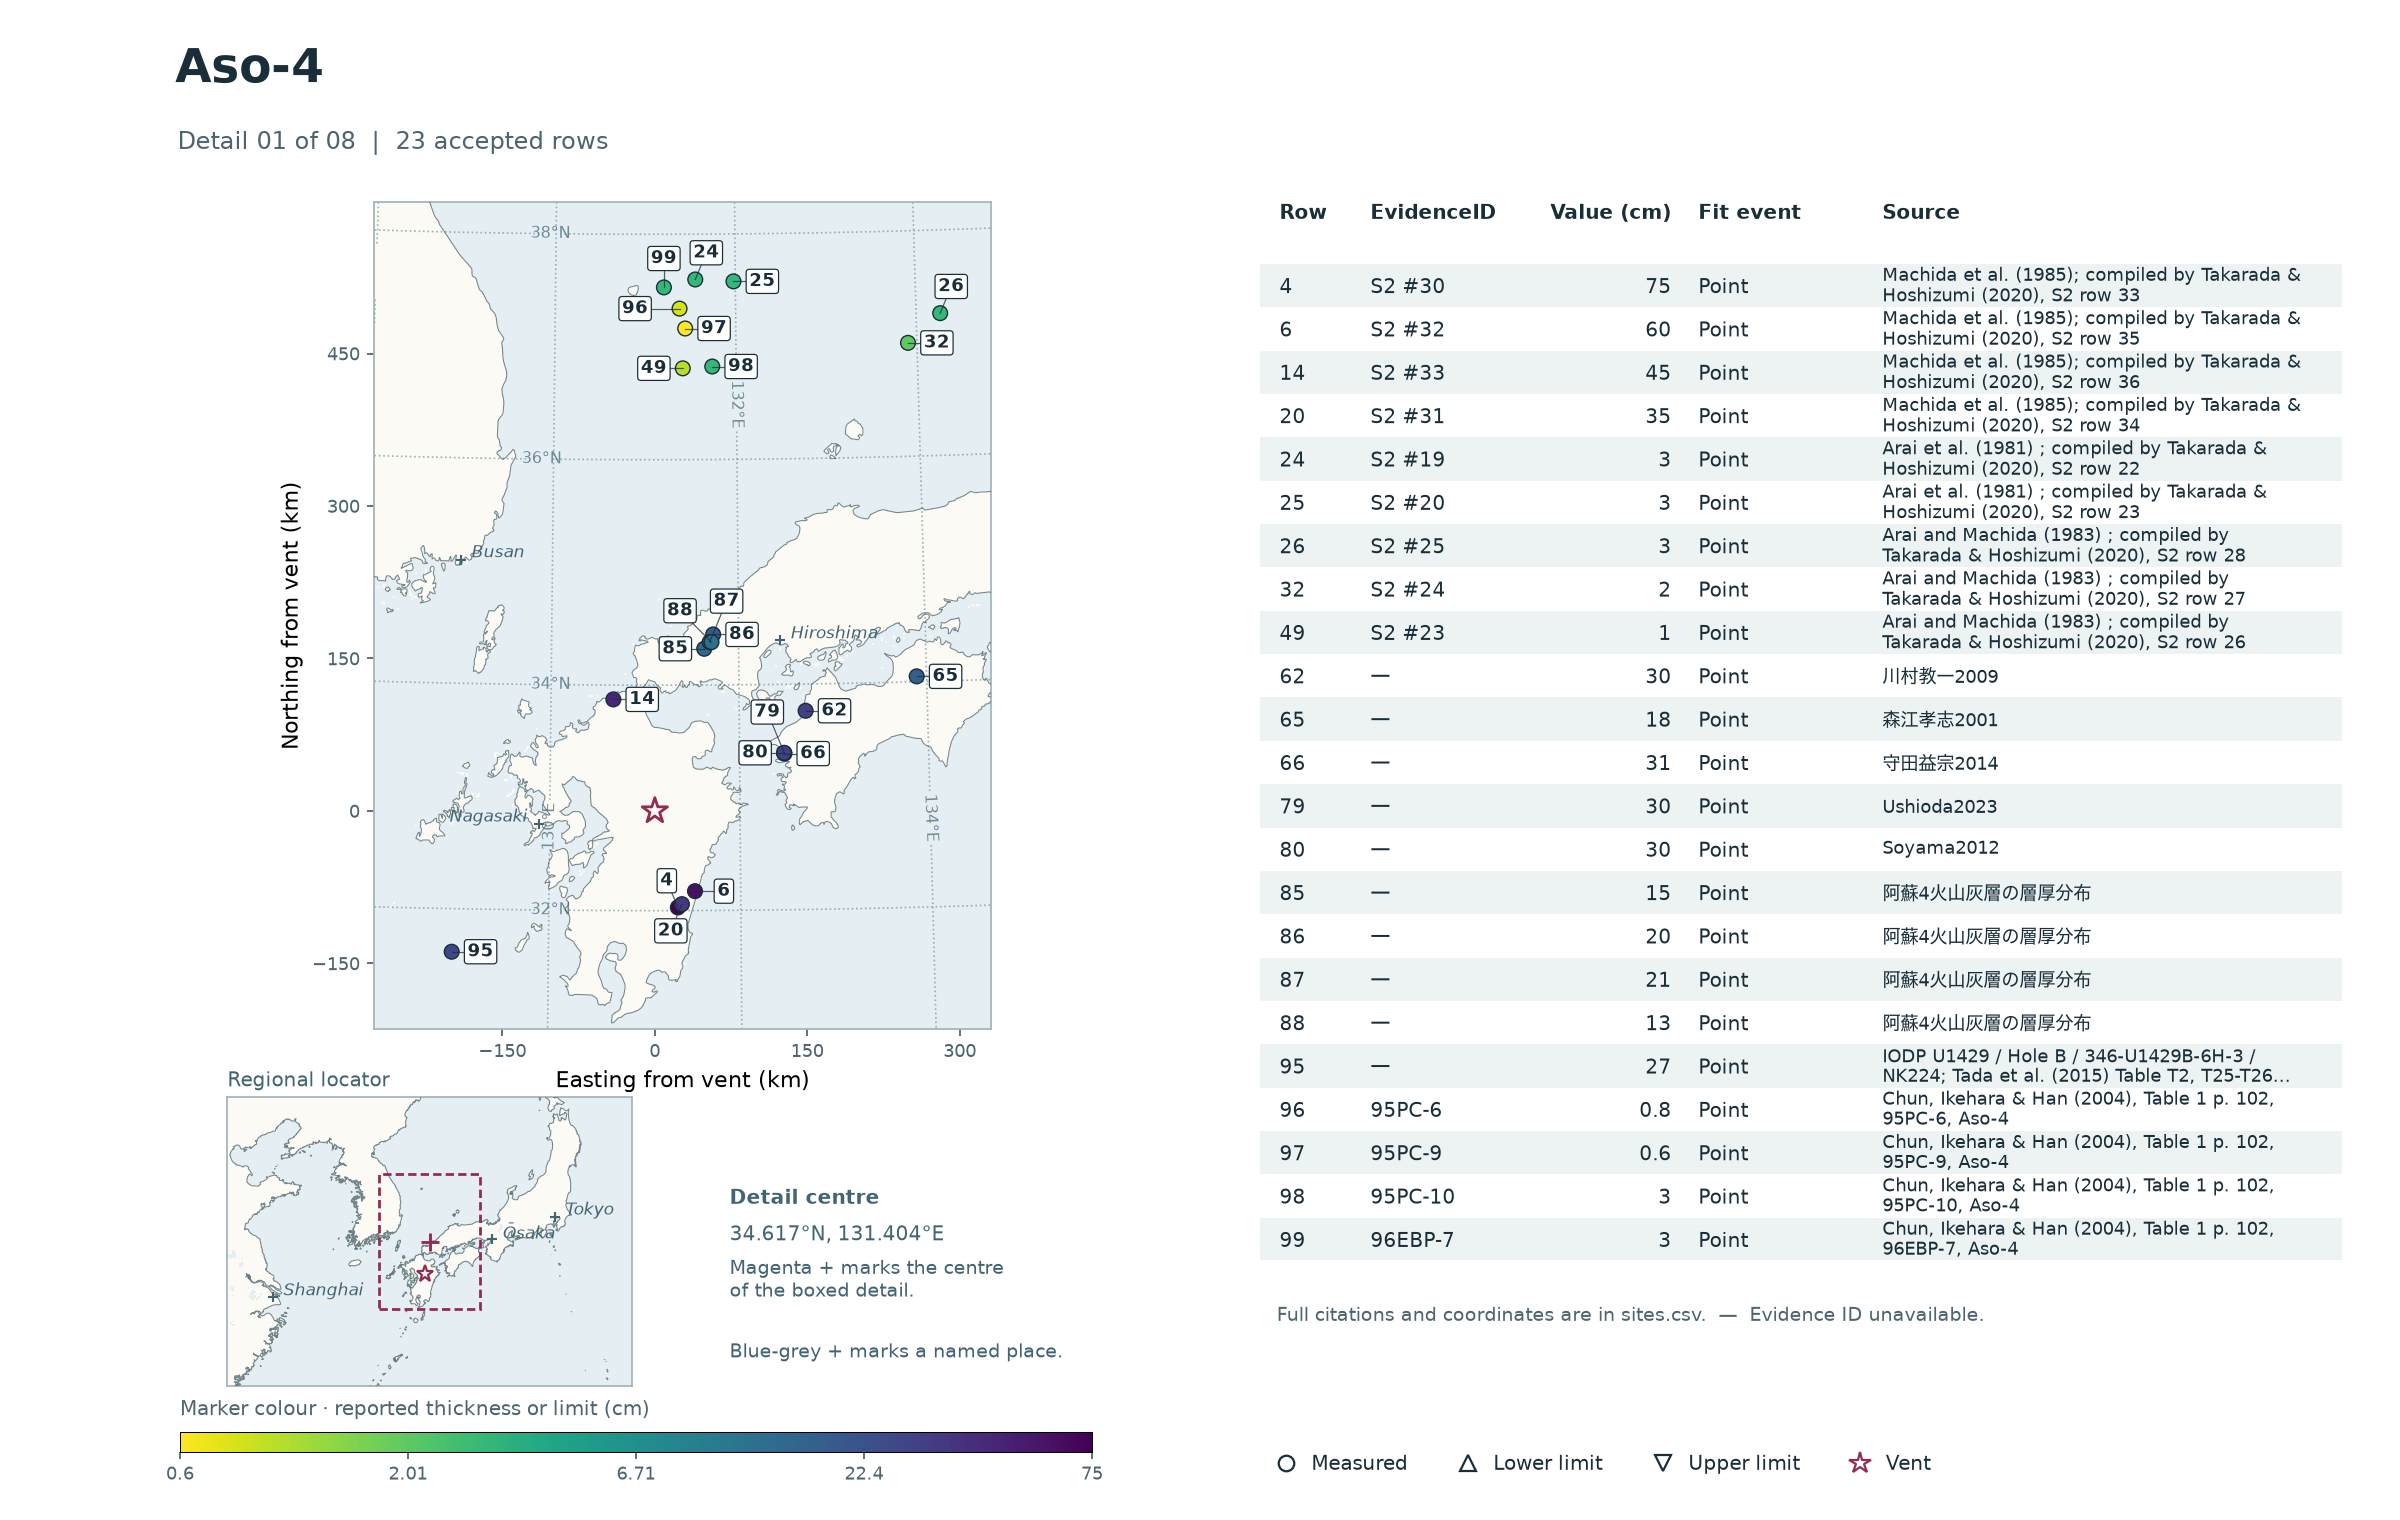 Aso-4
Detail 01 of 08 | 23 accepted rows
38°N
36°N
34°N
32°N
130°E
132°E
134°E
99
24
25
26
96
97
32
49
98
Busan
88
87
86
85
Hiroshima
65
14
79
62
80
66
Nagasaki
4
6
20
95
450
300
150
0
−150
Northing from vent (km)
−150
0
150
300
Easting from vent (km)
Regional locator
Tokyo
Ōsaka
Shanghai
Detail centre
34.617°N, 131.404°E
Magenta + marks the centre
of the boxed detail.
Blue-grey + marks a named place.
Marker colour · reported thickness or limit (cm)
0.6 2.01 6.71 22.4 75
Row EvidenceID Value (cm) Fit event Source
4 S2 #30 75 Point Machida et al. (1985); compiled by Takarada &
Hoshizumi (2020), S2 row 33
6 S2 #32 60 Point Machida et al. (1985); compiled by Takarada &
Hoshizumi (2020), S2 row 35
14 S2 #33 45 Point Machida et al. (1985); compiled by Takarada &
Hoshizumi (2020), S2 row 36
20 S2 #31 35 Point Machida et al. (1985); compiled by Takarada &
Hoshizumi (2020), S2 row 34
24 S2 #19 3 Point Arai et al. (1981) ; compiled by Takarada &
Hoshizumi (2020), S2 row 22
25 S2 #20 3 Point Arai et al. (1981) ; compiled by Takarada &
Hoshizumi (2020), S2 row 23
26 S2 #25 3 Point Arai and Machida (1983) ; compiled by
Takarada & Hoshizumi (2020), S2 row 28
32 S2 #24 2 Point Arai and Machida (1983) ; compiled by
Takarada & Hoshizumi (2020), S2 row 27
49 S2 #23 1 Point Arai and Machida (1983) ; compiled by
Takarada & Hoshizumi (2020), S2 row 26
62 — 30 Point 川村教一2009
65 — 18 Point 森江孝志2001
66 — 31 Point 守田益宗2014
79 — 30 Point Ushioda2023
80 — 30 Point Soyama2012
85 — 15 Point 阿蘇4火山灰層の層厚分布
86 — 20 Point 阿蘇4火山灰層の層厚分布
87 — 21 Point 阿蘇4火山灰層の層厚分布
88 — 13 Point 阿蘇4火山灰層の層厚分布
95 — 27 Point IODP U1429 / Hole B / 346-U1429B-6H-3 /
NK224; Tada et al. (2015) Table T2, T25-T26…
96 95PC-6 0.8 Point Chun, Ikehara & Han (2004), Table 1 p. 102,
95PC-6, Aso-4
97 95PC-9 0.6 Point Chun, Ikehara & Han (2004), Table 1 p. 102,
95PC-9, Aso-4
98 95PC-10 3 Point Chun, Ikehara & Han (2004), Table 1 p. 102,
95PC-10, Aso-4
99 96EBP-7 3 Point Chun, Ikehara & Han (2004), Table 1 p. 102,
96EBP-7, Aso-4
Full citations and coordinates are in sites.csv. — Evidence ID unavailable.
Measured Lower limit Upper limit Vent